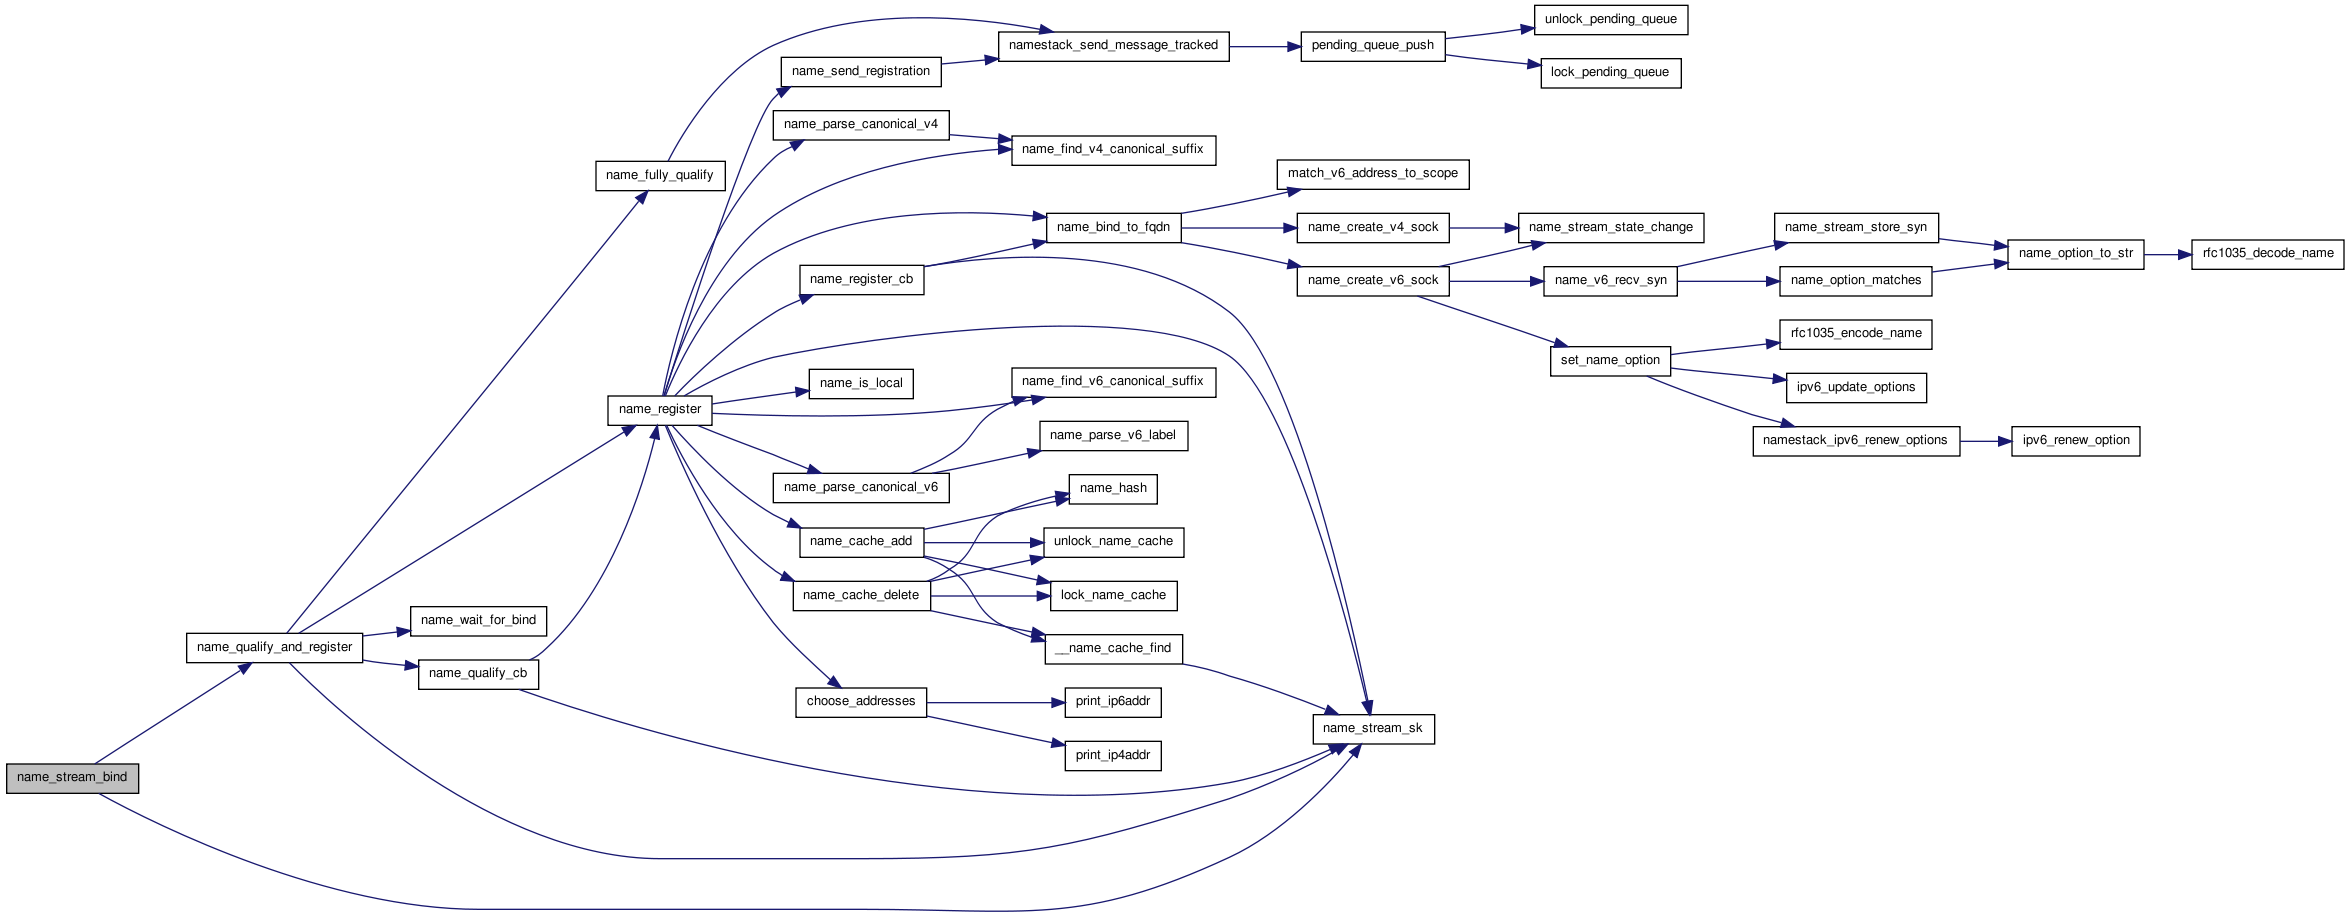 unlock_pending_queue
namestack_send_message_tracked
pending_queue_push
name_send_registration
lock_pending_queue
name_parse_canonical_v4
name_find_v4_canonical_suffix
name_fully_qualify
match_v6_address_to_scope
name_bind_to_fqdn
name_create_v4_sock
name_stream_state_change
name_stream_store_syn
name_option_to_str
rfc1035_decode_name
name_register_cb
name_create_v6_sock
name_v6_recv_syn
name_option_matches
rfc1035_encode_name
set_name_option
name_is_local
name_find_v6_canonical_suffix
ipv6_update_options
name_register
name_parse_v6_label
namestack_ipv6_renew_options
ipv6_renew_option
name_parse_canonical_v6
name_hash
name_cache_add
unlock_name_cache
name_cache_delete
lock_name_cache
name_wait_for_bind
name_qualify_and_register
__name_cache_find
name_qualify_cb
choose_addresses
print_ip6addr
name_stream_sk
print_ip4addr
name_stream_bind